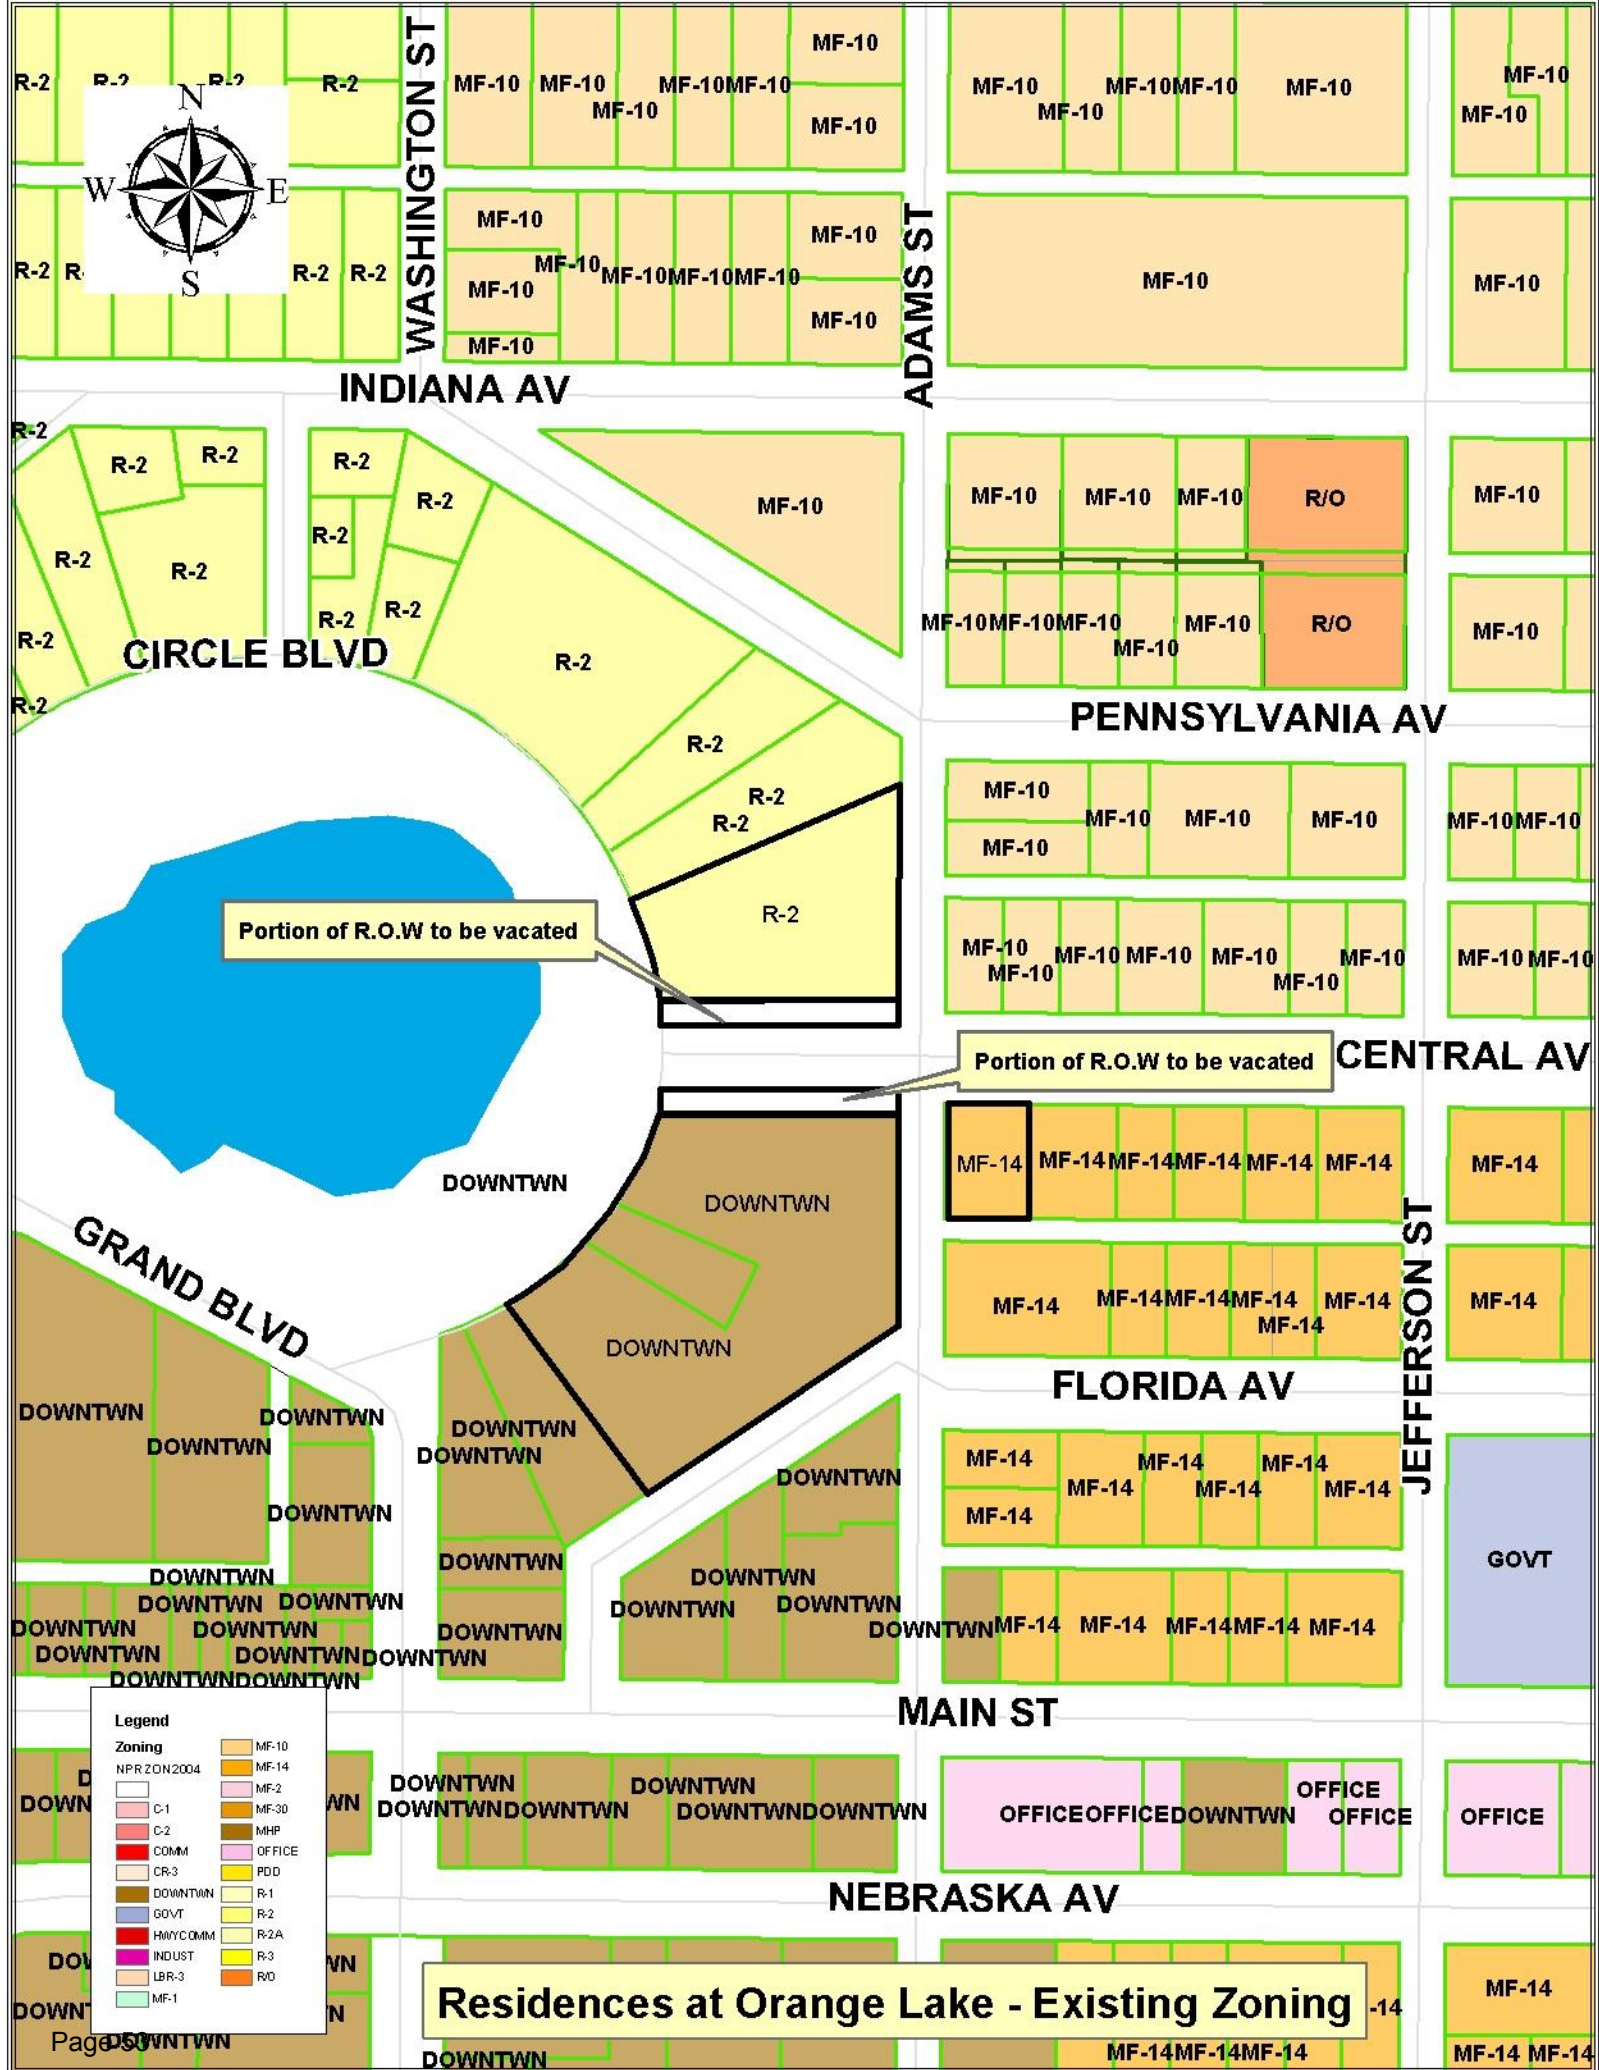 R-2 R-2 R-2 R-2
N
W E
S
WASHINGTON ST
MF-10 MF-10 MF-10 MF-10 MF-10 MF-10
MF-10
MF-10 MF-10 MF-10 MF-10 MF-10
MF-10
MF-10
R-2 R-2 R-2
MF-10 MF-10 MF-10 MF-10 MF-10 MF-10
MF-10 MF-10
MF-10
ADAMS ST
MF-10
MF-10
INDIANA AV
R-2
R-2 R-2
R-2 R-2
R-2 R-2
R-2 R-2
R-2
R-2
R-2
CIRCLE BLVD
MF-10
MF-10 MF-10 MF-10 R/O MF-10
MF-10 MF-10 MF-10 MF-10 MF-10 R/O MF-10
PENNSYLVANIA AV
R-2
R-2
R-2
R-2
R-2
MF-10
MF-10
MF-10 MF-10 MF-10 MF-10 MF-10
MF-10 MF-10 MF-10 MF-10 MF-10 MF-10 MF-10 MF-10 MF-10
Portion of R.O.W to be vacated
Portion of R.O.W to be vacated
CENTRAL AV
MF-14 MF-14 MF-14 MF-14 MF-14 MF-14 MF-14
DOWNTWN
DOWNTWN
DOWNTWN
MF-14 MF-14 MF-14 MF-14 MF-14 MF-14 MF-14
JEFFERSON ST
GRAND BLVD
FLORIDA AV
DOWNTWN
DOWNTWN
DOWNTWN
DOWNTWN
DOWNTWN
DOWNTWN
DOWNTWN
MF-14
MF-14
MF-14 MF-14 MF-14 MF-14 MF-14
GOVT
DOWNTWN
DOWNTWN DOWNTWN
DOWNTWN DOWNTWN
DOWNTWN DOWNTWN DOWNTWN
DOWNTWN DOWNTWN
DOWNTWN
DOWNTWN
DOWNTWN
DOWNTWN
DOWNTWN
DOWNTWN MF-14 MF-14 MF-14 MF-14 MF-14
MAIN ST
DOWNTWN DOWNTWN
DOWNTWN DOWNTWN DOWNTWN DOWNTWN
OFFICE OFFICE DOWNTWN OFFICE OFFICE OFFICE
NEBRASKA AV
Legend
Zoning
NPRZON2004
C-1
C-2
COMM
CR-3
DOWNTWN
GOVT
HWYCOMM
INDUST
LBR-3
MF-1
MF-10
MF-14
MF-2
MF-30
MHP
OFFICE
PDD
R-1
R-2
R-2A
R-3
R/O
Residences at Orange Lake - Existing Zoning
-14
MF-14
DOWNTWN
MF-14 MF-14 MF-14
MF-14 MF-14
Page 53